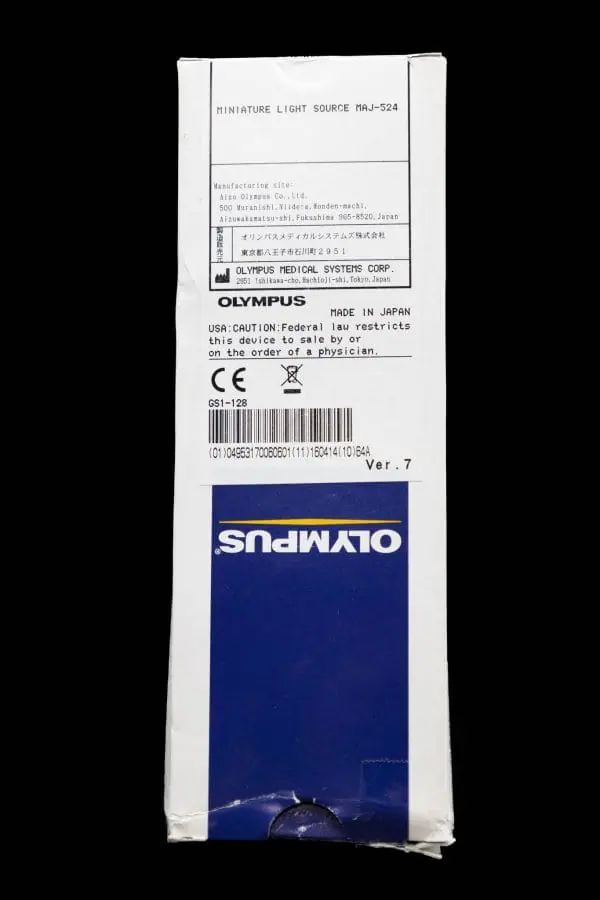 MINIATURE LIGHT SOURCE MAJ-524
Manufacturing site:
Aizu Olympus Co.,Ltd.
500 Muranishi,Niidera,Monden-machi,
Aizuwakamatsu-shi,Fukushima 965-8520,Japan
製造販売元
オリンパスメディカルシステムズ株式会社
東京都八王子市石川町2951
OLYMPUS MEDICAL SYSTEMS CORP.
2951 Ishikawa-cho,Hachioji-shi,Tokyo,Japan
OLYMPUS
MADE IN JAPAN
USA:CAUTION:Federal law restricts
this device to sale by or
on the order of a physician.
CE
GS1-128
(01)04953170060601(11)160414(10)64A
Ver.7
OLYMPUS®